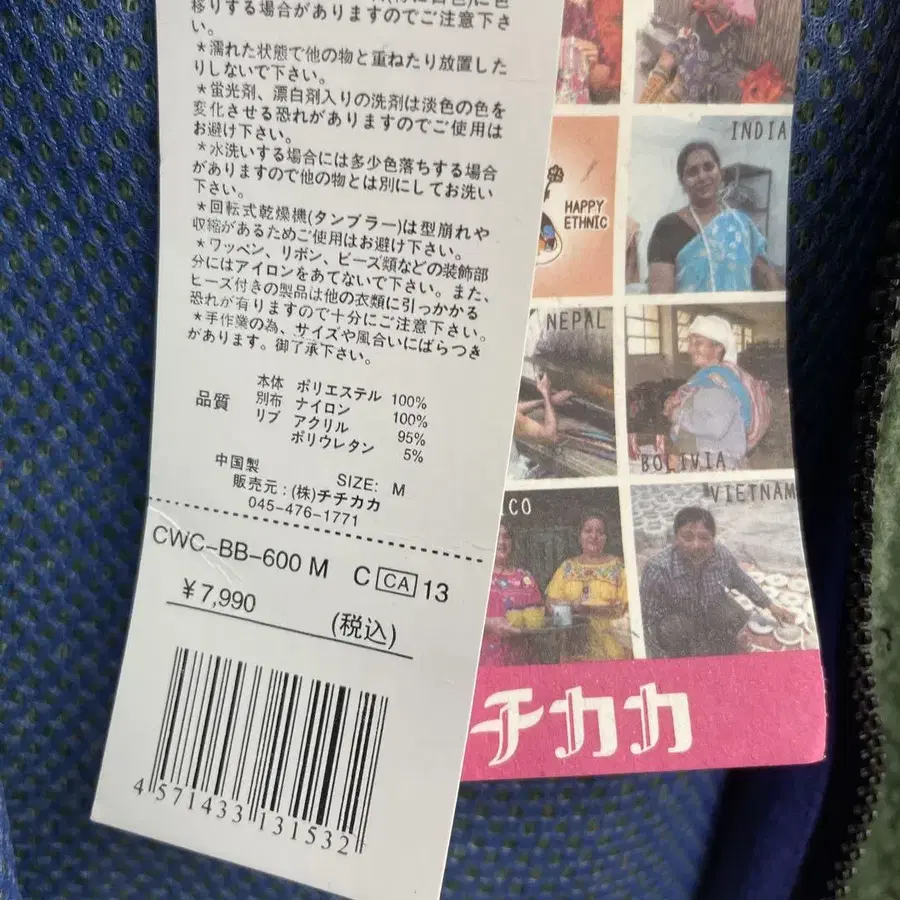 移りする場合がありますのでご注意下さ
い。
*濡れた状態で他の物と重ねたり放置した
りしないで下さい。
*蛍光剤、漂白剤入りの洗剤は淡色の色を
変化させる恐れがありますのでご使用は
お避け下さい。
*水洗いする場合には多少色落ちする場合
がありますので他の物とは別にしてお洗い
下さい。
*回転式乾燥機(タンブラー)は型崩れや
収縮があるためご使用はお避け下さい。
*ワッペン、リボン、ビーズ類などの装飾部
分にはアイロンをあてないで下さい。また、
ビーズ付きの製品は他の衣類に引っかかる
恐れが有りますので十分にご注意下さい。
*手作業の為、サイズや風合いにばらつき
があります。御了承下さい。
品質
本体 ポリエステル 100%
別布 ナイロン 100%
リブ アクリル 95%
ポリウレタン 5%
中国製
SIZE: M
販売元:(株)チチカカ
045-476-1771
CWC-BB-600 M C CA 13
¥7,990
(税込)
4 571433 131532
INDIA
HAPPY
ETHNIC
NEPAL
BOLIVIA
ICO
VIETNAM
チカカ